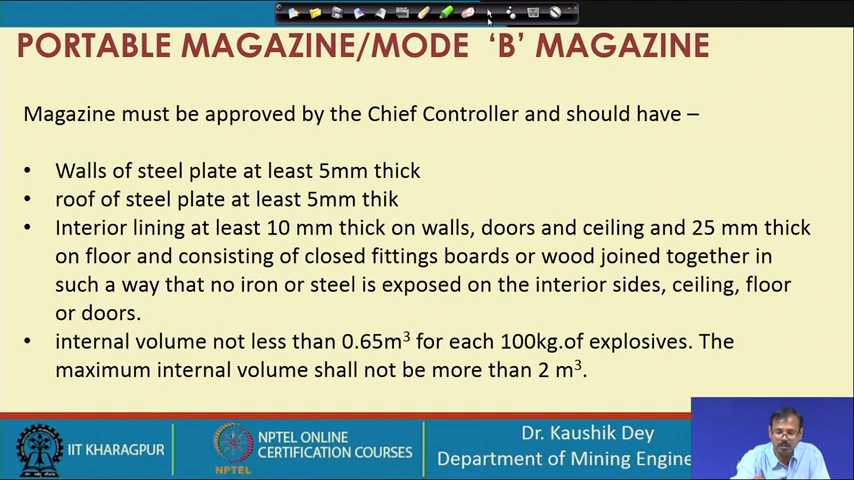 PORTABLE MAGAZINE/MODE ‘B’ MAGAZINE
Magazine must be approved by the Chief Controller and should have –
• Walls of steel plate at least 5mm thick
• roof of steel plate at least 5mm thik
• Interior lining at least 10 mm thick on walls, doors and ceiling and 25 mm thick
on floor and consisting of closed fittings boards or wood joined together in
such a way that no iron or steel is exposed on the interior sides, ceiling, floor
or doors.
• internal volume not less than 0.65m³ for each 100kg.of explosives. The
maximum internal volume shall not be more than 2 m³.
IIT KHARAGPUR
NPTEL
NPTEL ONLINE
CERTIFICATION COURSES
Dr. Kaushik Dey
Department of Mining Engine